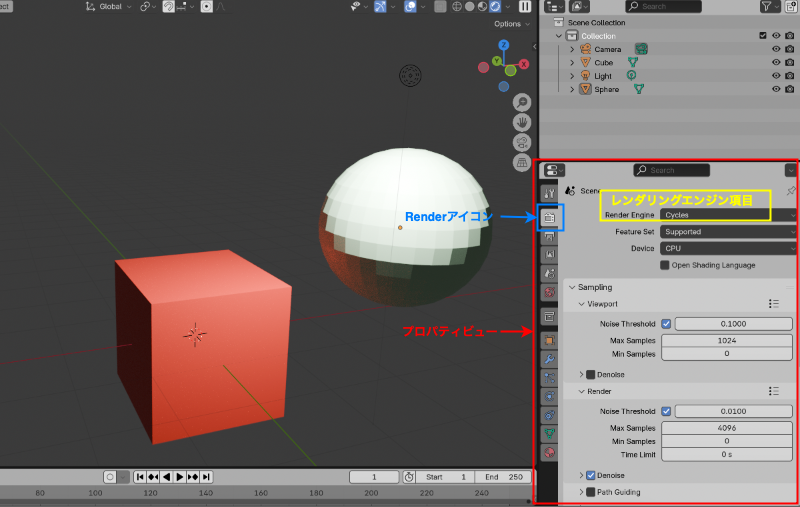 ect
Global
Options
Z
Y
X
Search
Scene Collection
Collection
Camera
Cube
Light
Sphere
Search
Scene
レンダリングエンジン項目
Renderアイコン
Render Engine
Cycles
Feature Set
Supported
Device
CPU
Open Shading Language
Sampling
Viewport
Noise Threshold
0.1000
プロパティビュー
Max Samples
1024
Min Samples
0
Denoise
Render
Noise Threshold
0.0100
Max Samples
4096
Min Samples
0
Time Limit
0 s
Denoise
Path Guiding
1
Start
1
End
250
80
100
120
140
160
180
200
220
240